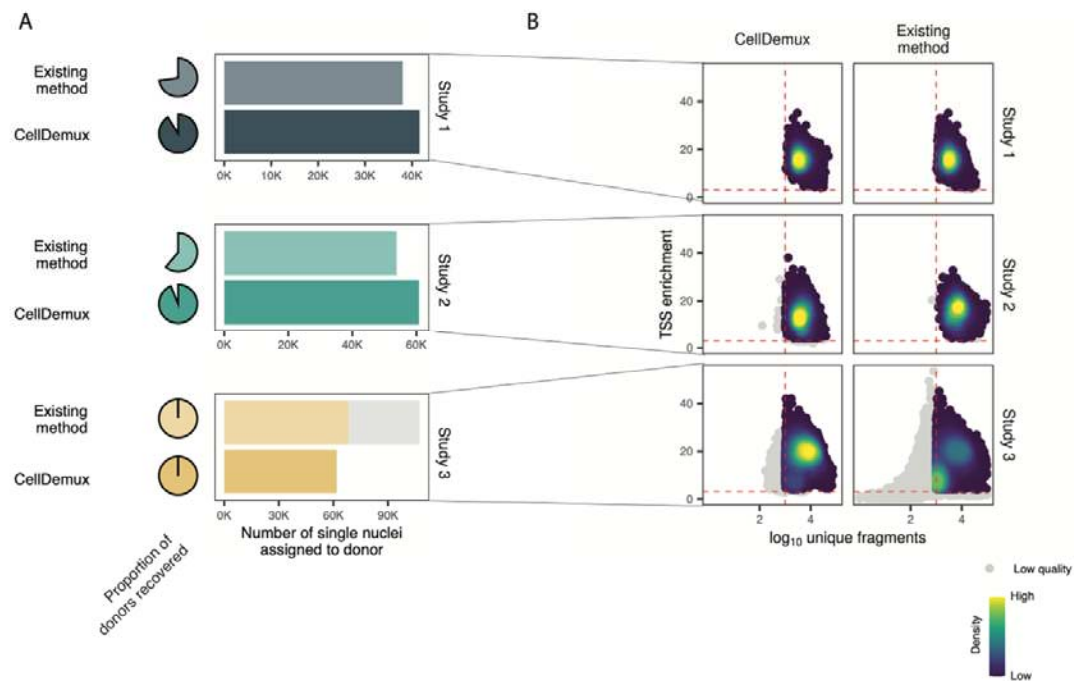 A
Existing
method
CellDemux
0K
10K
20K
30K
40K
Study 1
Existing
method
CellDemux
0K
20K
40K
60K
Study 2
Existing
method
CellDemux
0K
30K
60K
90K
Study 3
Number of single nuclei
assigned to donor
Proportion of
donors recovered
B
CellDemux
Existing
method
40
20
0
Study 1
40
20
0
Study 2
40
20
0
Study 3
TSS enrichment
2
4
2
4
log₁₀ unique fragments
Low quality
High
Density
Low